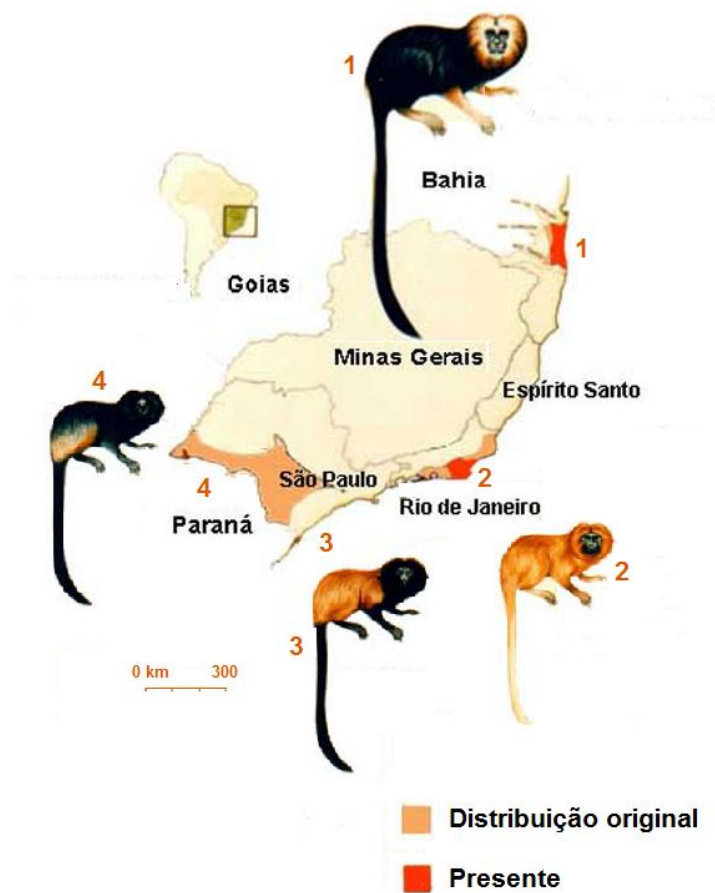 1
Bahia
1
Goias
Minas Gerais
4
Espírito Santo
São Paulo
2
4
Rio de Janeiro
Paraná
3
2
3
0 km 300
Distribuição original
Presente